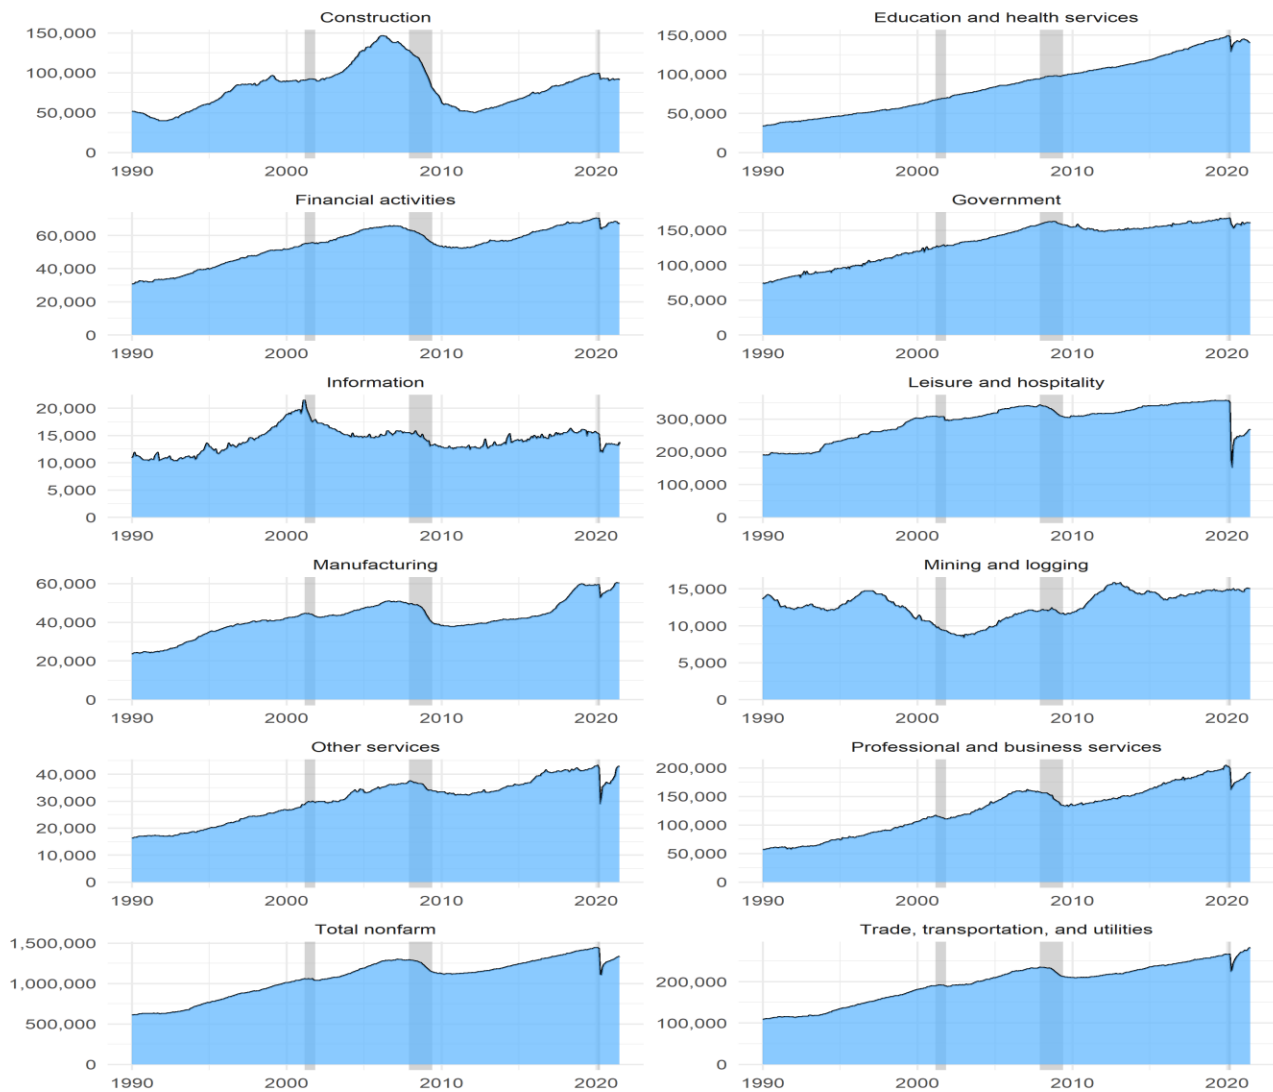 Construction
150,000
100,000
50,000
0
1990 2000 2010 2020
Education and health services
150,000
100,000
50,000
0
1990 2000 2010 2020
Financial activities
60,000
40,000
20,000
0
1990 2000 2010 2020
Government
150,000
100,000
50,000
0
1990 2000 2010 2020
Information
20,000
15,000
10,000
5,000
0
1990 2000 2010 2020
Leisure and hospitality
300,000
200,000
100,000
0
1990 2000 2010 2020
Manufacturing
60,000
40,000
20,000
0
1990 2000 2010 2020
Mining and logging
15,000
10,000
5,000
0
1990 2000 2010 2020
Other services
40,000
30,000
20,000
10,000
0
1990 2000 2010 2020
Professional and business services
200,000
150,000
100,000
50,000
0
1990 2000 2010 2020
Total nonfarm
1,500,000
1,000,000
500,000
0
1990 2000 2010 2020
Trade, transportation, and utilities
200,000
100,000
0
1990 2000 2010 2020